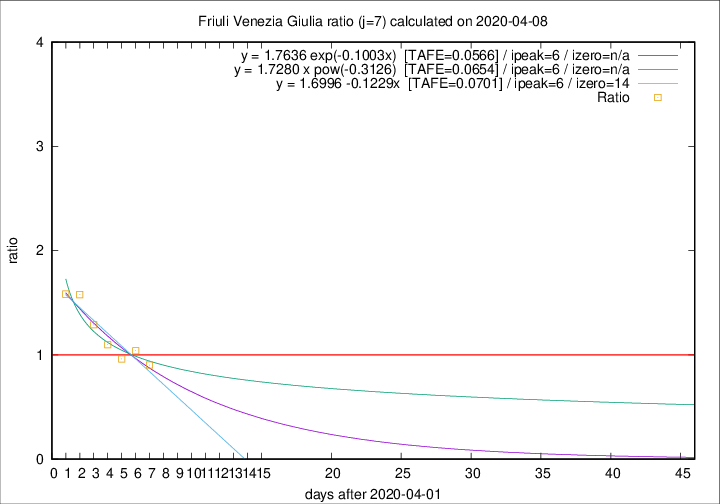 Friuli Venezia Giulia ratio (j=7) calculated on 2020-04-08
y = 1.7636 exp(-0.1003x) [TAFE=0.0566] / ipeak=6 / izero=n/a
y = 1.7280 x pow(-0.3126) [TAFE=0.0654] / ipeak=6 / izero=n/a
y = 1.6996 -0.1229x [TAFE=0.0701] / ipeak=6 / izero=14
Ratio
4
3
2
1
0
ratio
0 1 2 3 4 5 6 7 8 9 10 11 12 13 14 15 20 25 30 35 40 45
days after 2020-04-01